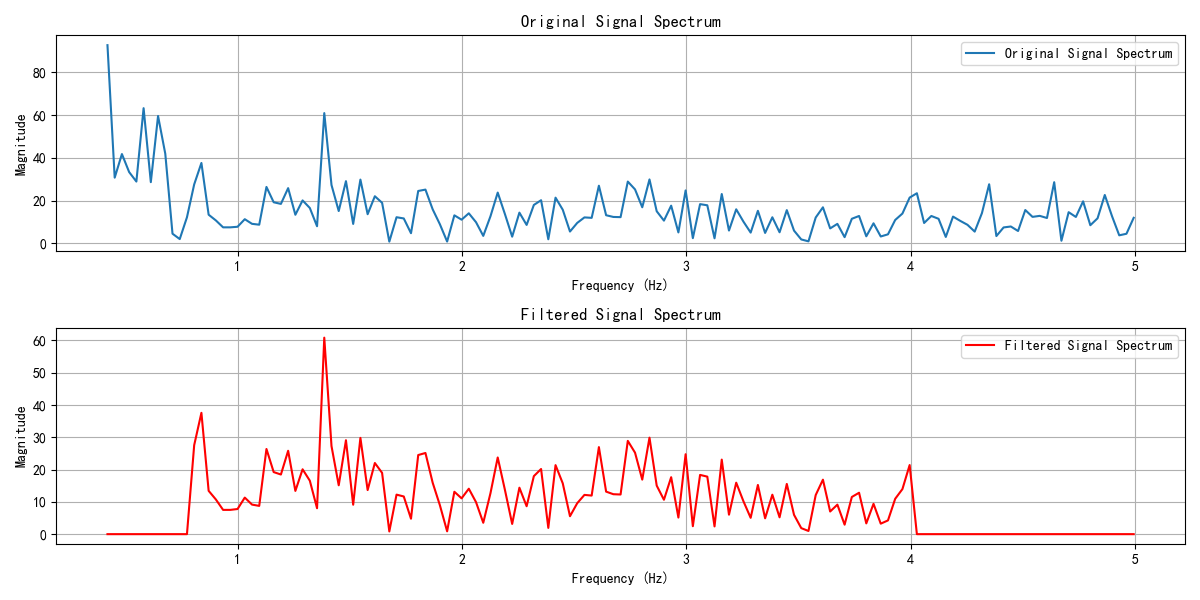 Original Signal Spectrum
Original Signal Spectrum
Magnitude
80
60
40
20
0
1
2
3
4
5
Frequency (Hz)
Filtered Signal Spectrum
Filtered Signal Spectrum
Magnitude
60
50
40
30
20
10
0
1
2
3
4
5
Frequency (Hz)